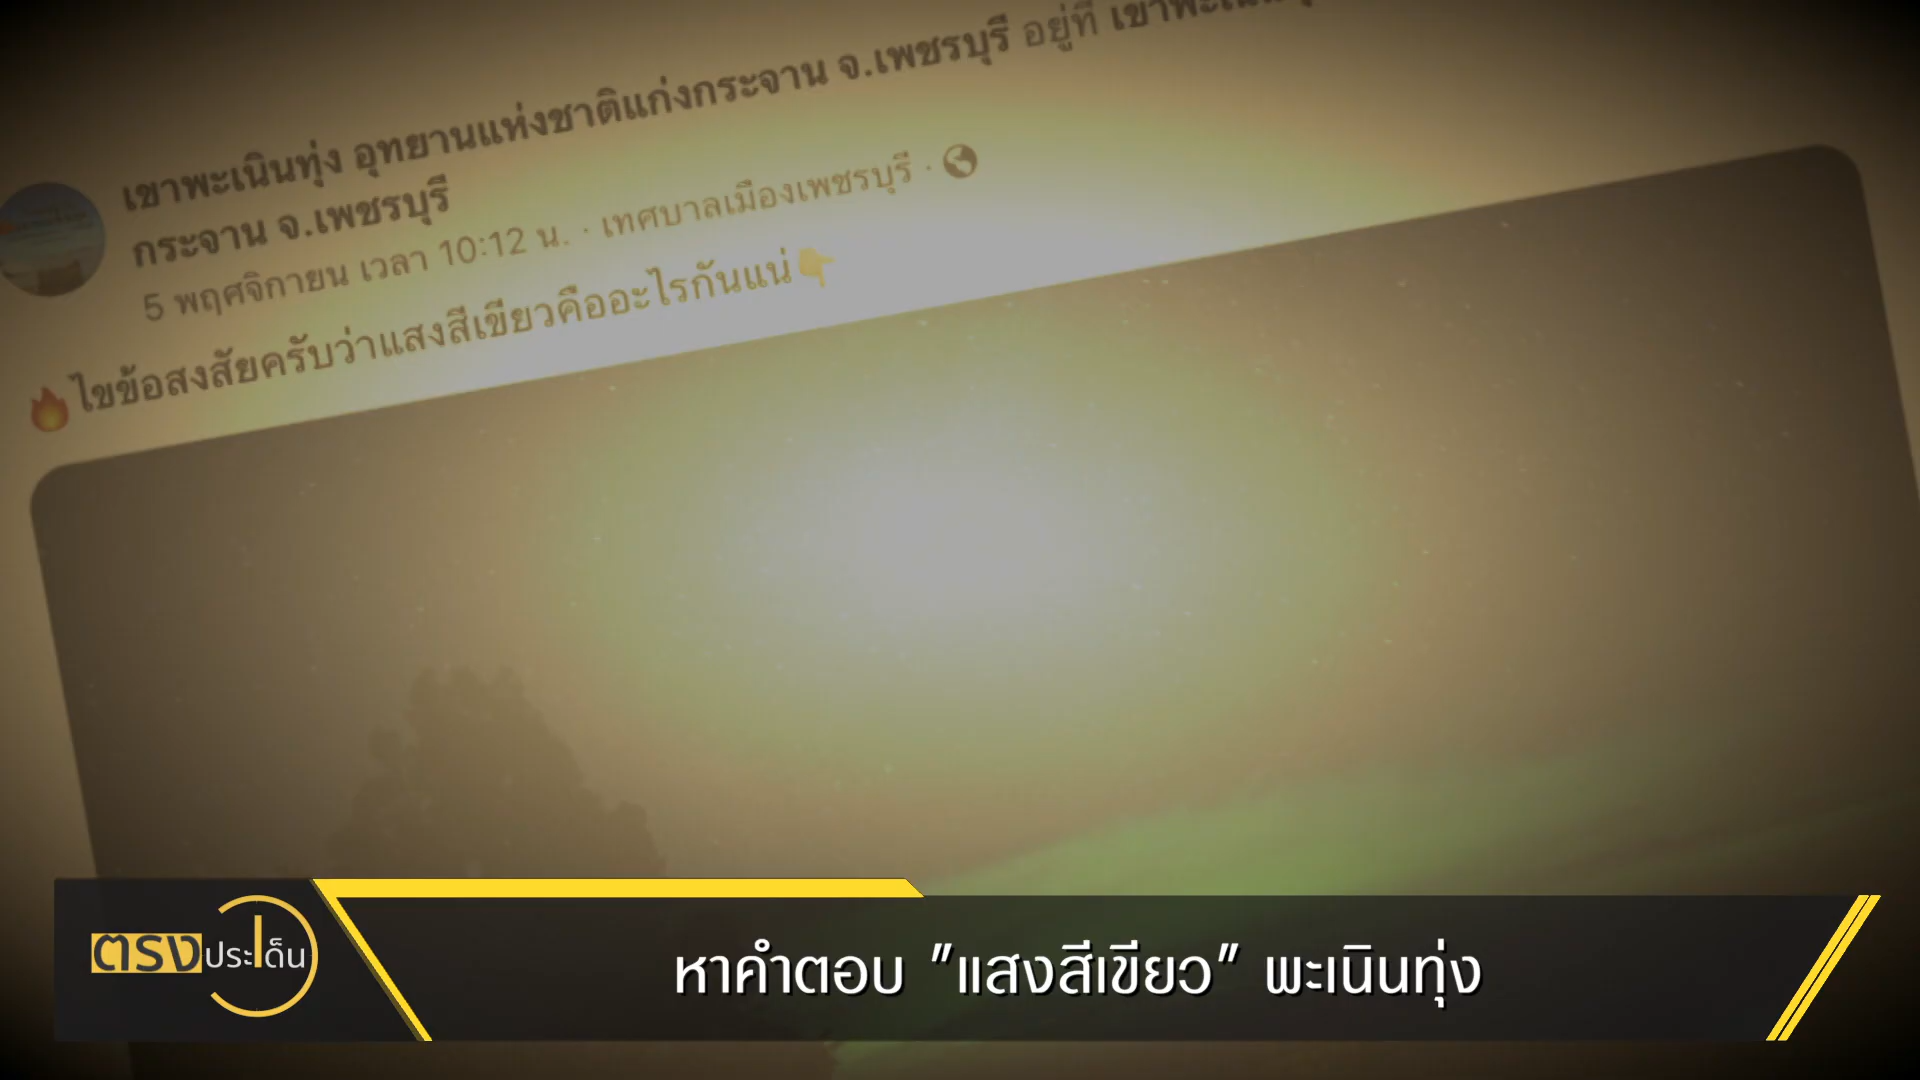 เขาพะเนินทุ่ง อุทยานแห่งชาติแก่งกระจาน จ.เพชรบุรี อยู่ที่
กระจาน จ.เพชรบุรี
5 พฤศจิกายน เวลา 10:12 น. · เทศบาลเมืองเพชรบุรี ·
🔥ไขข้อสงสัยครับว่าแสงสีเขียวคืออะไรกันแน่👇
ตรงประเด็น
หาคำตอบ "แสงสีเขียว" พะเนินทุ่ง